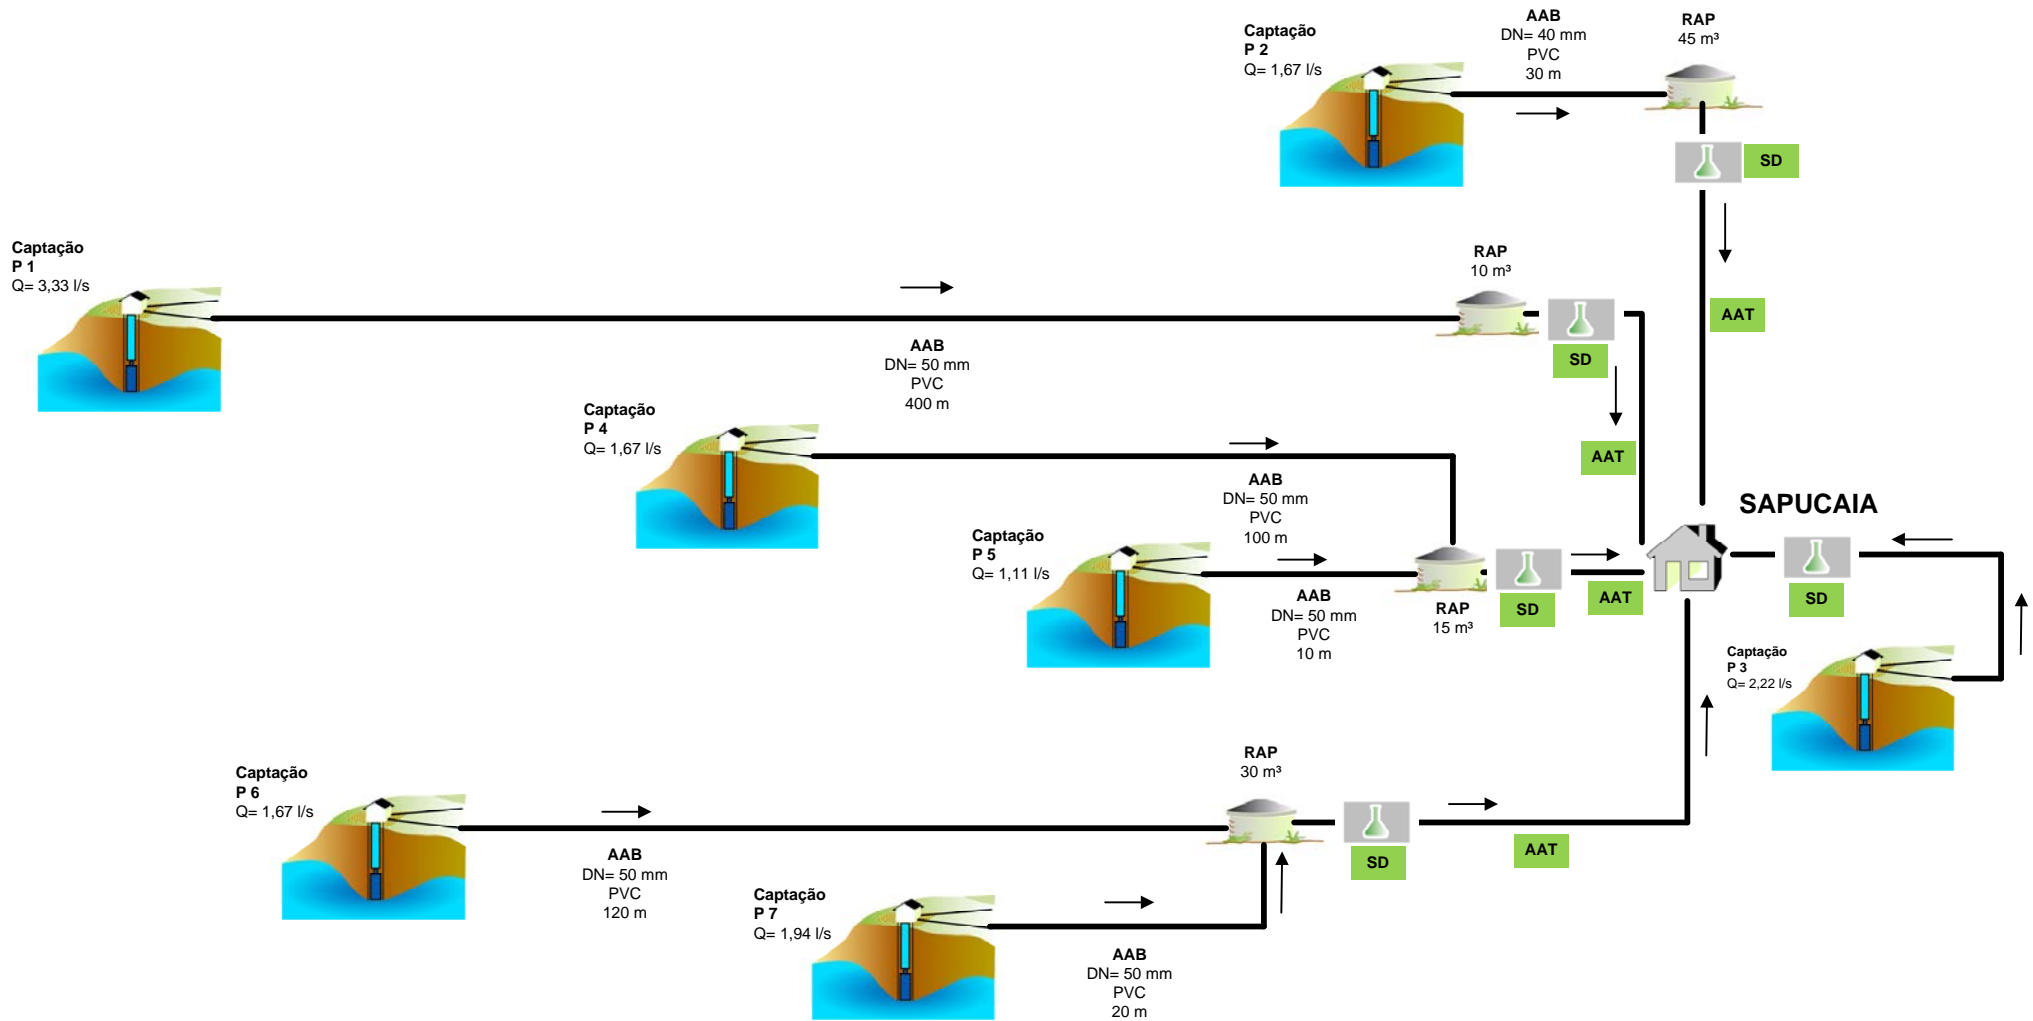 Captação
P 2
Q= 1,67 l/s
AAB
DN= 40 mm
PVC
30 m
RAP
45 m³
SD
AAT
Captação
P 1
Q= 3,33 l/s
AAB
DN= 50 mm
PVC
400 m
RAP
10 m³
SD
AAT
Captação
P 4
Q= 1,67 l/s
AAB
DN= 50 mm
PVC
100 m
Captação
P 5
Q= 1,11 l/s
AAB
DN= 50 mm
PVC
10 m
RAP
15 m³
SD
AAT
SAPUCAIA
SD
Captação
P 3
Q= 2,22 l/s
Captação
P 6
Q= 1,67 l/s
AAB
DN= 50 mm
PVC
120 m
RAP
30 m³
SD
AAT
Captação
P 7
Q= 1,94 l/s
AAB
DN= 50 mm
PVC
20 m